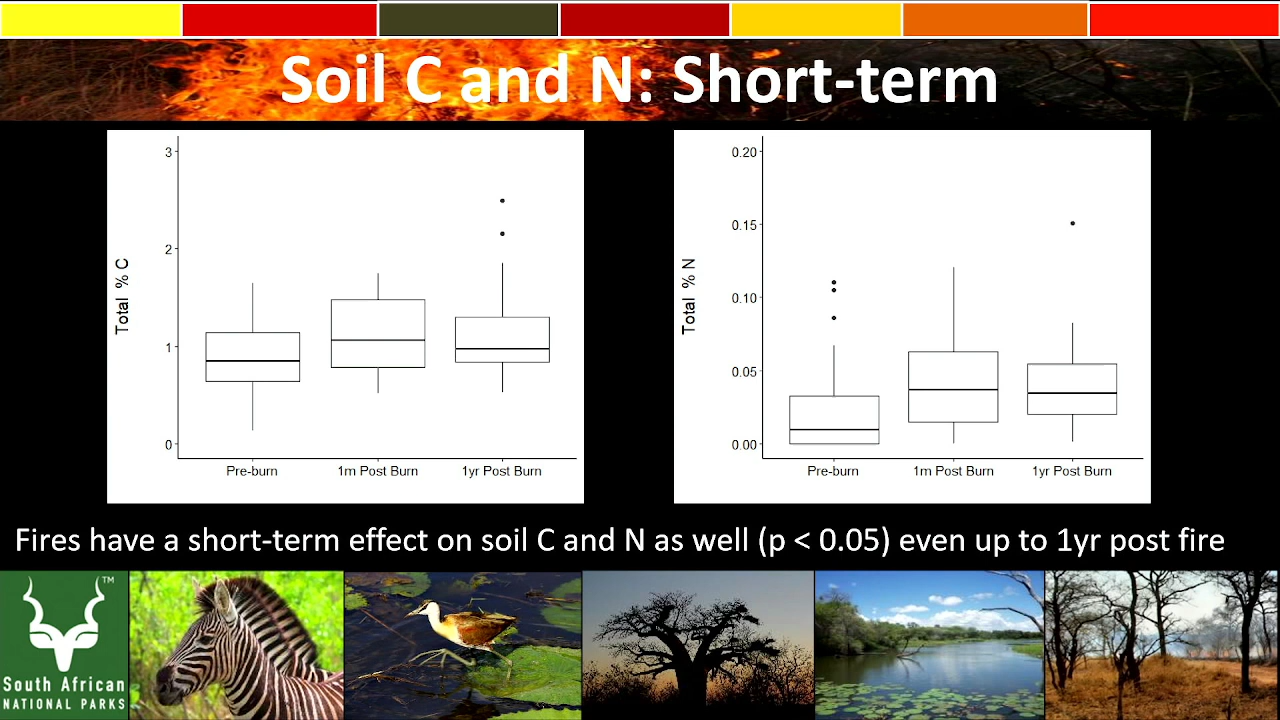 Soil C and N: Short-term
3
2
1
0
Total % C
Pre-burn
1m Post Burn
1yr Post Burn
0.20
0.15
0.10
0.05
0.00
Total % N
Pre-burn
1m Post Burn
1yr Post Burn
Fires have a short-term effect on soil C and N as well (p < 0.05) even up to 1yr post fire
TM
South African
NATIONAL PARKS